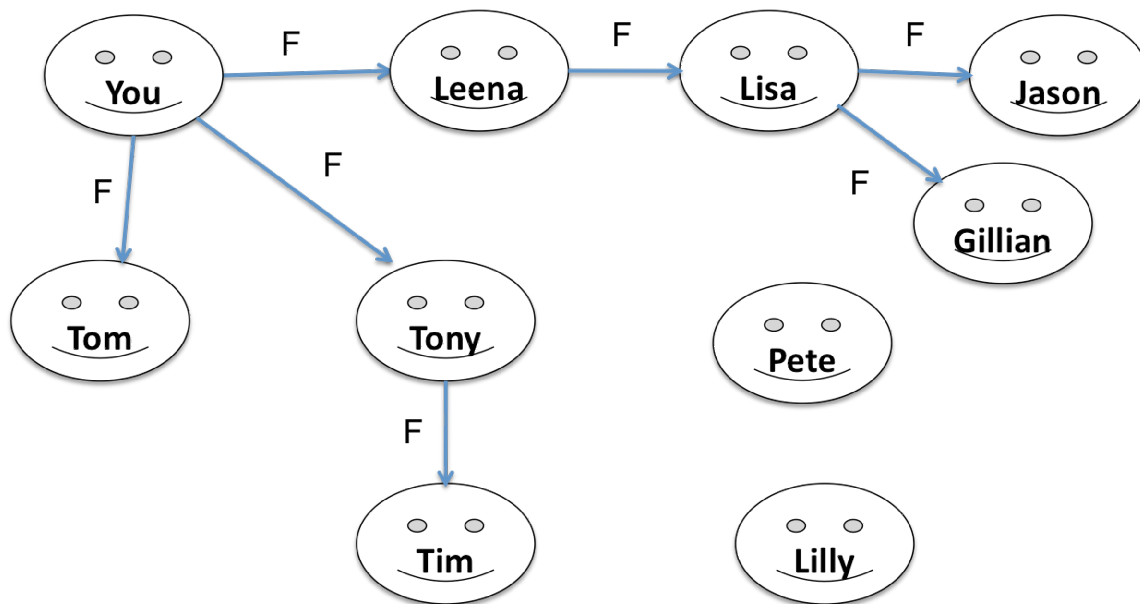 F
F
F
You
Leena
Lisa
Jason
F
F
F
Gillian
Tom
Tony
Pete
F
Tim
Lilly